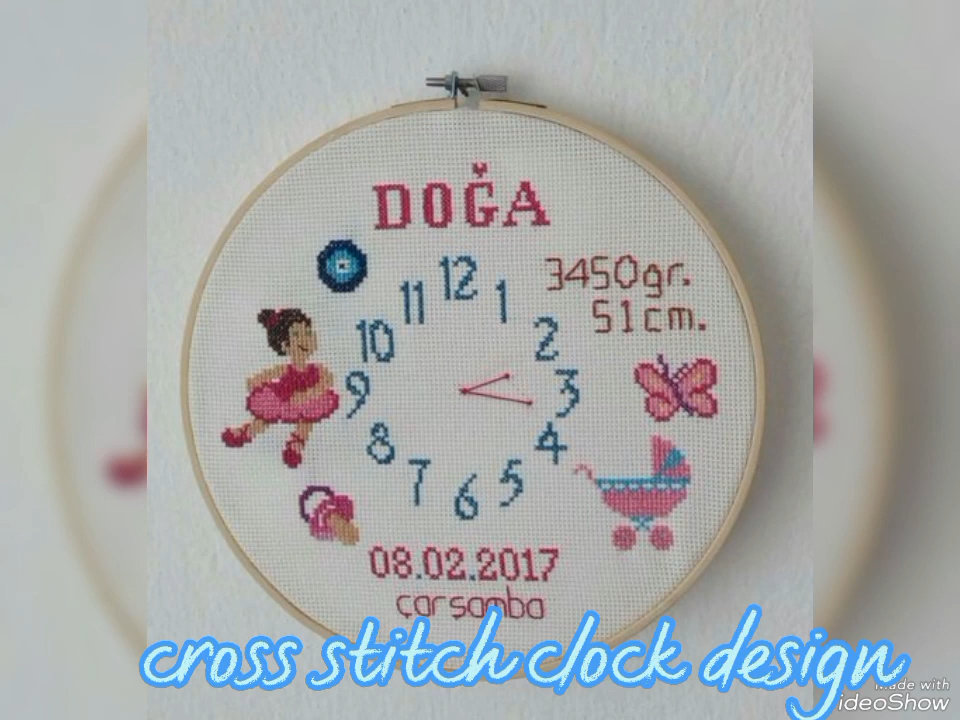 DOĞA
3450gr.
51cm.
12
11
1
10
2
9
3
8
4
7
5
6
08.02.2017
çarşamba
cross stitch clock design
Made with
ideoShow